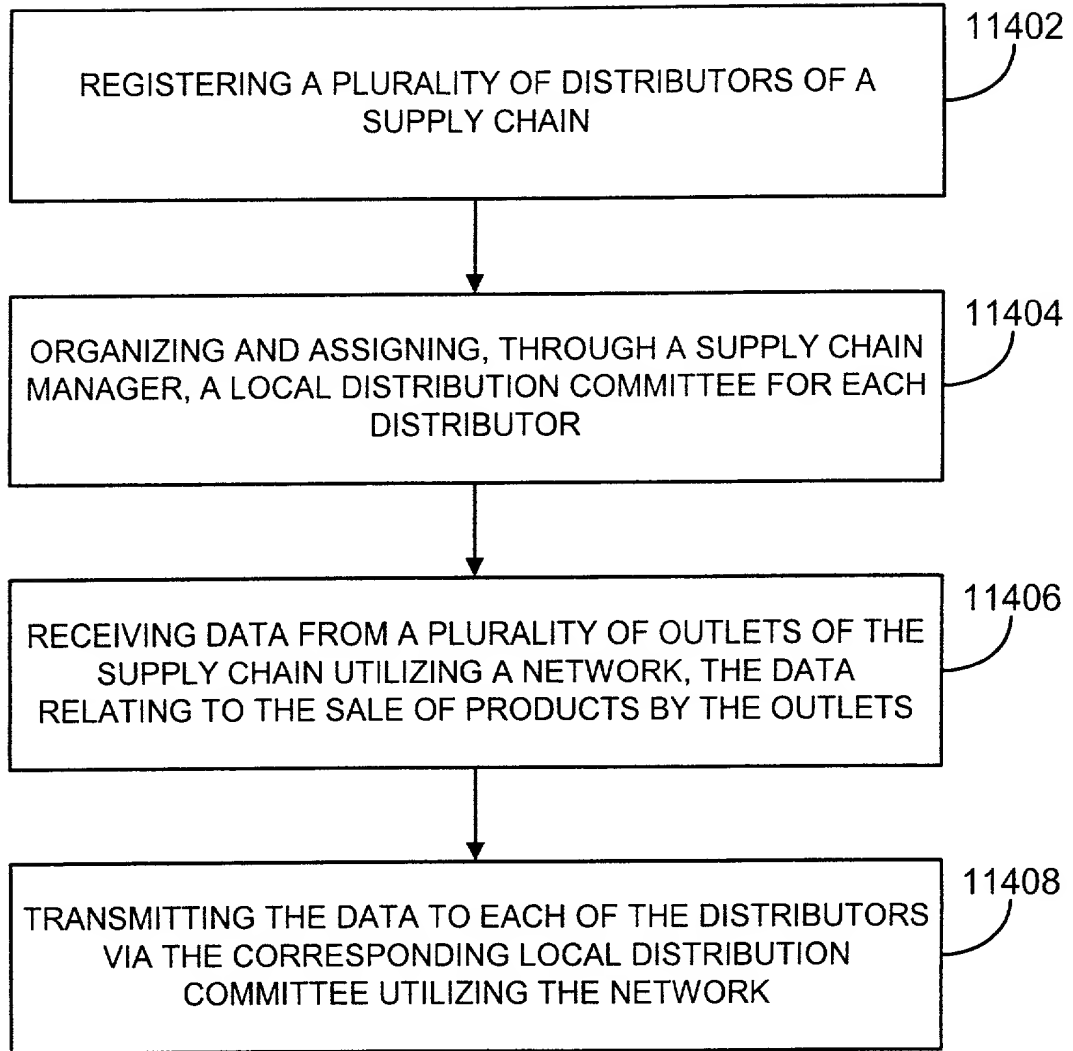 11402
REGISTERING A PLURALITY OF DISTRIBUTORS OF A
SUPPLY CHAIN
11404
ORGANIZING AND ASSIGNING, THROUGH A SUPPLY CHAIN
MANAGER, A LOCAL DISTRIBUTION COMMITTEE FOR EACH
DISTRIBUTOR
11406
RECEIVING DATA FROM A PLURALITY OF OUTLETS OF THE
SUPPLY CHAIN UTILIZING A NETWORK, THE DATA
RELATING TO THE SALE OF PRODUCTS BY THE OUTLETS
11408
TRANSMITTING THE DATA TO EACH OF THE DISTRIBUTORS
VIA THE CORRESPONDING LOCAL DISTRIBUTION
COMMITTEE UTILIZING THE NETWORK